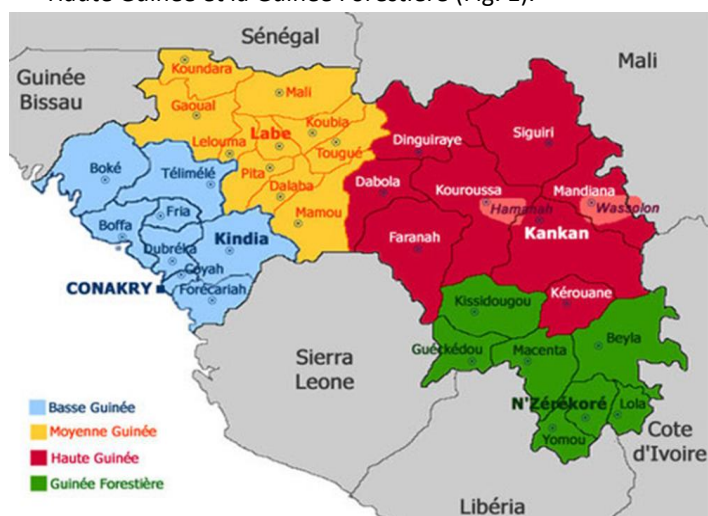 Haute Guinée et la Guinée Forestière (Fig. 1).
Sénégal
Guinée
Bissau
Mali
Koundara
Mali
Gaoual
Koubia
Labe
Lelouma
Tougué
Dinguiraye
Siguiri
Boké
Télimélé
Pita
Dalaba
Dabola
Kouroussa
Mandiana
Hamanah
Wassolon
Fria
Boffa
Mamou
Kindia
Faranah
Kankan
Dubréka
Coyah
CONAKRY
Forécariah
Kissidougou
Kérouane
Sierra
Leone
Guéckédou
Macenta
Beyla
N'Zérékoré
Lola
Yomou
Cote
d'Ivoire
Libéria
Basse Guinée
Moyenne Guinée
Haute Guinée
Guinée Forestière